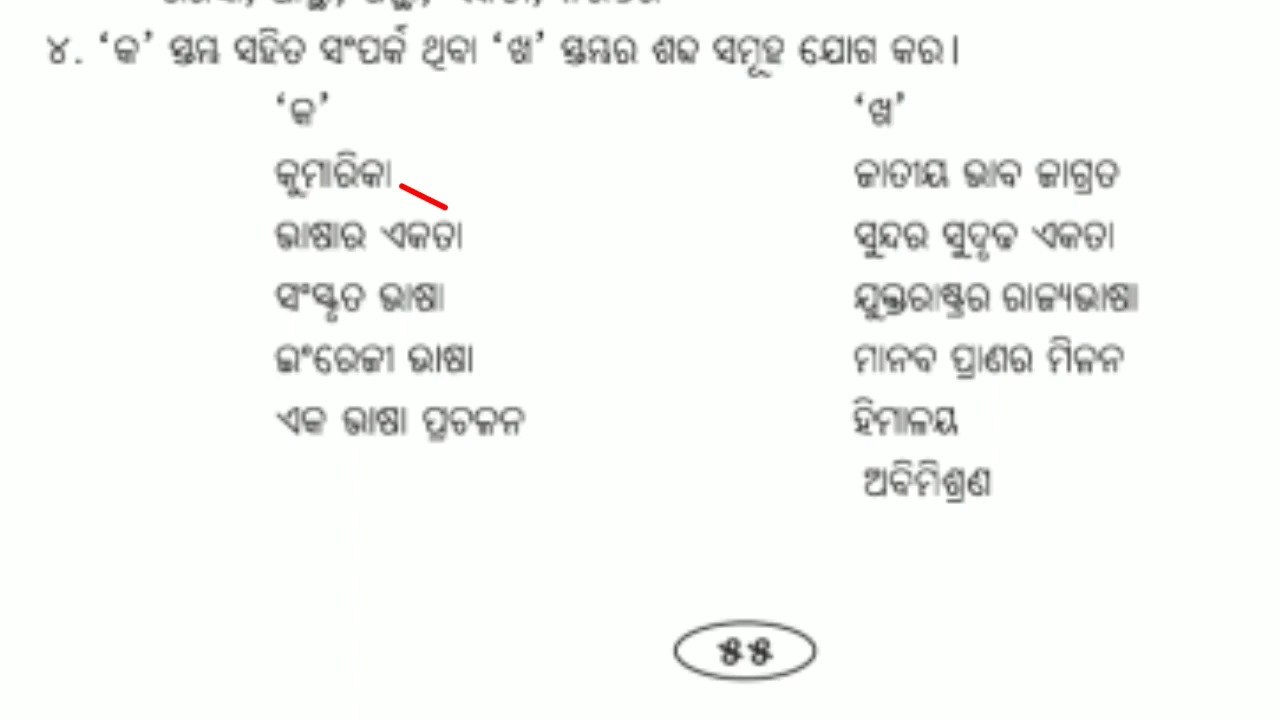 ୪. ‘କ’ ସ୍ତମ୍ଭ ସହିତ ସଂପର୍କ ଥିବା ‘ଖ’ ସ୍ତମ୍ଭର ଶବ୍ଦ ସମୂହ ଯୋଗ କର।
‘କ’ ‘ଖ’
କୁମାରିକା ଜାତୀୟ ଭାବ ଜାଗ୍ରତ
ଭାଷାର ଏକତା ସୁନ୍ଦର ସୁଦୃଢ ଏକତା
ସଂସ୍କୃତ ଭାଷା ଯୁକ୍ତରାଷ୍ଟ୍ରର ରାଜ୍ୟଭାଷା
ଇଂରେଜୀ ଭାଷା ମାନବ ପ୍ରାଣର ମିଳନ
ଏକ ଭାଷା ପ୍ରଚଳନ ହିମାଳୟ
ଅବିମିଶ୍ରଣ
୫୫